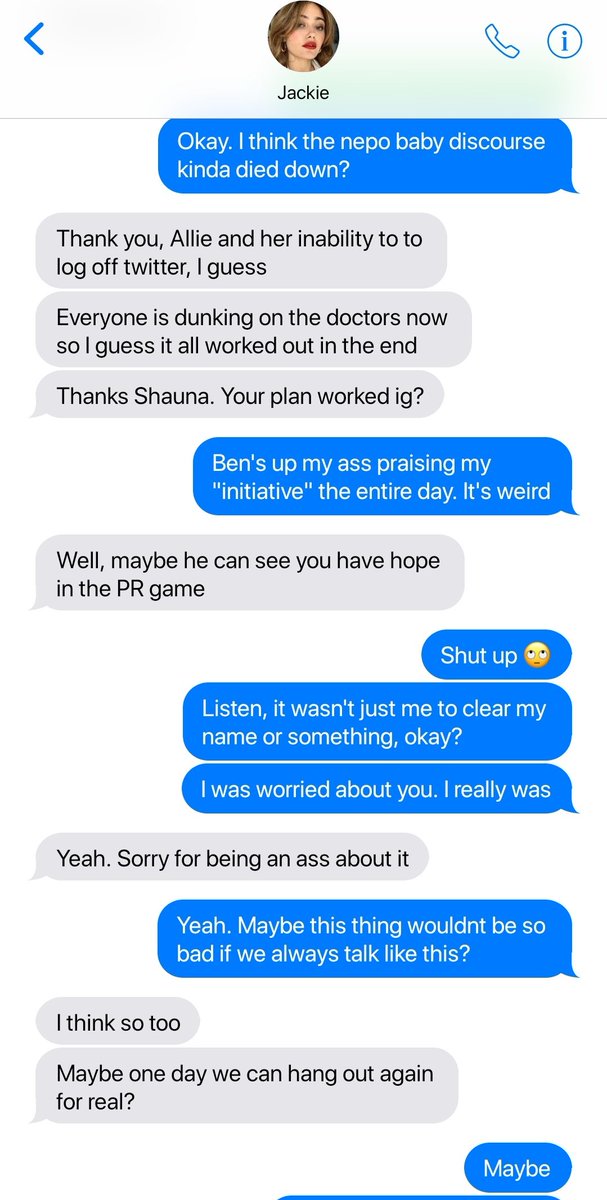 Jackie
Okay. I think the nepo baby discourse
kinda died down?
Thank you, Allie and her inability to to
log off twitter, I guess
Everyone is dunking on the doctors now
so I guess it all worked out in the end
Thanks Shauna. Your plan worked ig?
Ben's up my ass praising my
"initiative" the entire day. It's weird
Well, maybe he can see you have hope
in the PR game
Shut up 🙄
Listen, it wasn't just me to clear my
name or something, okay?
I was worried about you. I really was
Yeah. Sorry for being an ass about it
Yeah. Maybe this thing wouldnt be so
bad if we always talk like this?
I think so too
Maybe one day we can hang out again
for real?
Maybe